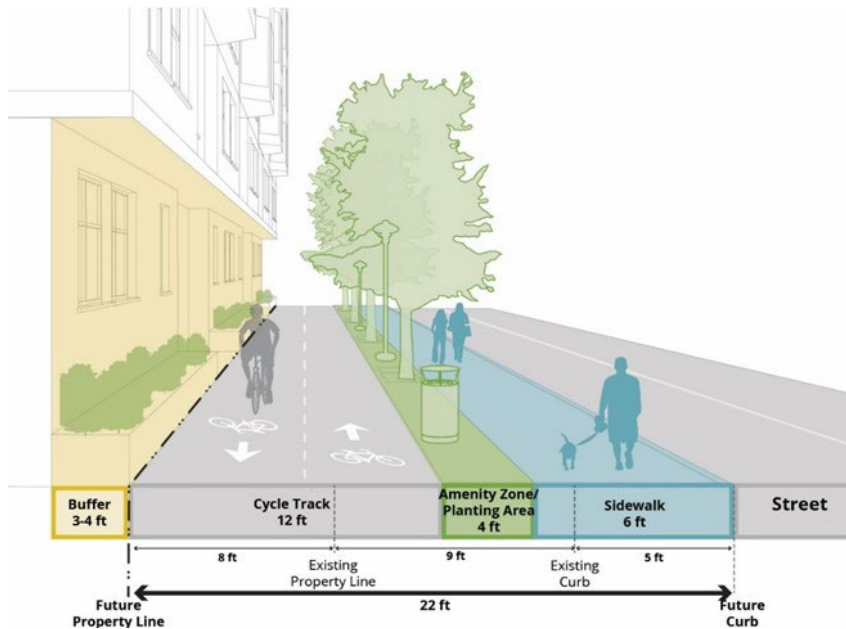 Buffer
3-4 ft
Cycle Track
12 ft
Amenity Zone/
Planting Area
4 ft
Sidewalk
6 ft
Street
8 ft
9 ft
5 ft
Existing
Property Line
Existing
Curb
22 ft
Future
Property Line
Future
Curb